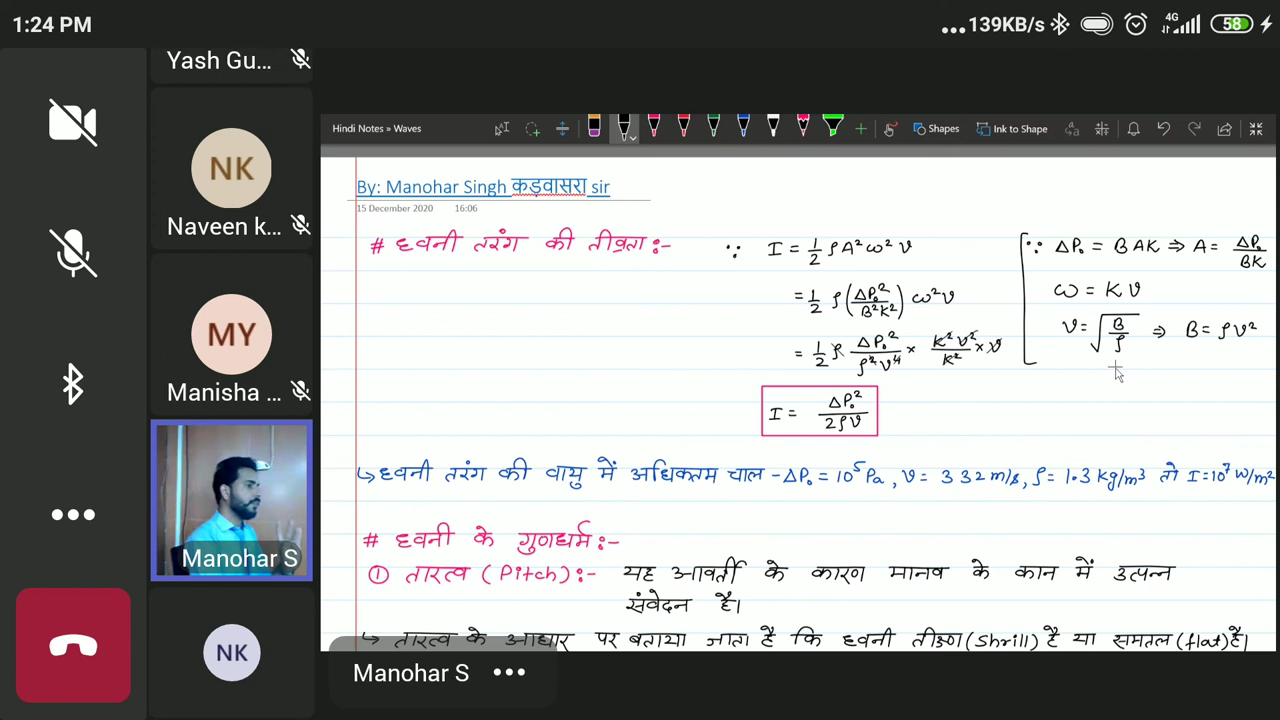 1:24 PM
...139KB/s 4G 58
Yash Gu...
NK
Naveen k...
MY
Manisha ...
Manohar S
NK
Manohar S
Hindi Notes » Waves
Shapes Ink to Shape
By: Manohar Singh कड़वासरा sir
15 December 2020 16:06
# ध्वनी तरंग की तीव्रता :-
∵ I = 1/2 ρA²ω²v
= 1/2 ρ(ΔP₀²/B²K²) ω²v
= 1/2 ρ ΔP₀²/ρ²v⁴ × K²v²/K² × v
I = ΔP₀²/2ρv
∵ ΔP₀ = BAK ⇒ A = ΔP₀/BK
ω = Kv
v = √(B/ρ) ⇒ B = ρv²
↳ ध्वनी तरंग की वायु में अधिकतम चाल - ΔP₀ = 10⁵ Pa, v = 332 m/s, ρ = 1.3 kg/m³ तो I = 10⁷ W/m²
# ध्वनी के गुणधर्म :-
① तारत्व (Pitch) :- यह आवर्ती के कारण मानव के कान में उत्पन्न
संवेदन है।
↳ तारत्व के आधार पर बताया जाता है कि ध्वनी तीक्ष्ण (Shrill) है या समतल (flat) है।